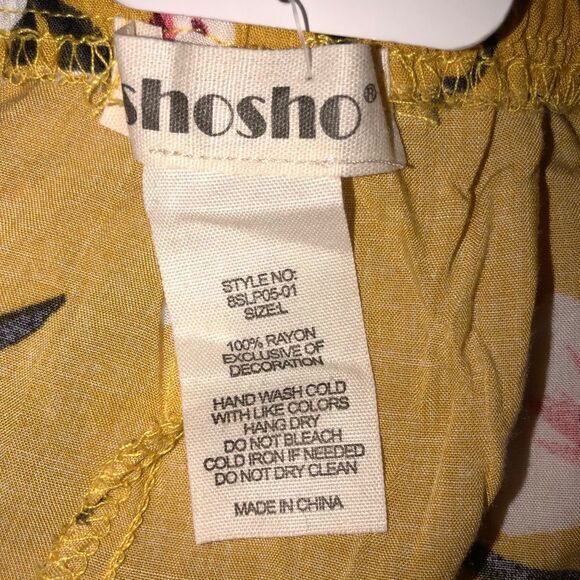 shosho®
STYLE NO:
8SLP05-01
SIZE:L
100% RAYON
EXCLUSIVE OF
DECORATION
HAND WASH COLD
WITH LIKE COLORS
HANG DRY
DO NOT BLEACH
COLD IRON IF NEEDED
DO NOT DRY CLEAN
MADE IN CHINA